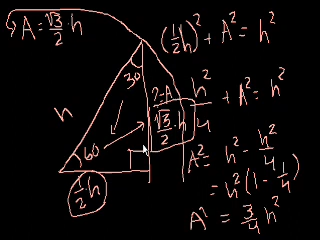 A = √3/2 · h
(1/2 h)² + A² = h²
h²/4 + A² = h²
A² = h² - h²/4
= h² (1 - 1/4)
A² = 3/4 h²
30
h
60
1/2 h
? = A
√3/2 · h